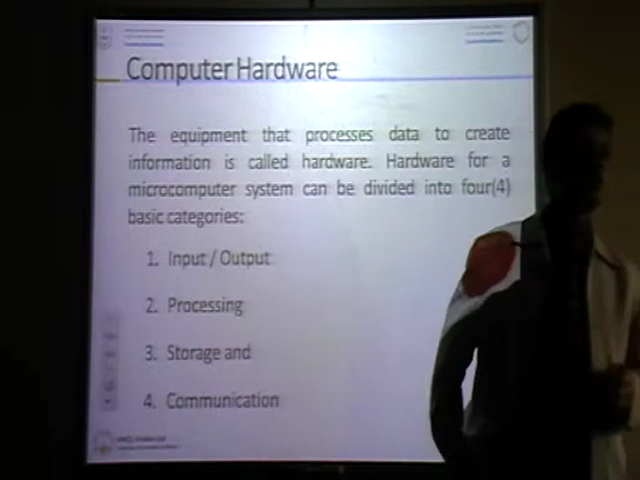 Computer Hardware
The equipment that processes data to create
information is called hardware. Hardware for a
microcomputer system can be divided into four(4)
basic categories:
1. Input / Output
2. Processing
3. Storage and
4. Communication